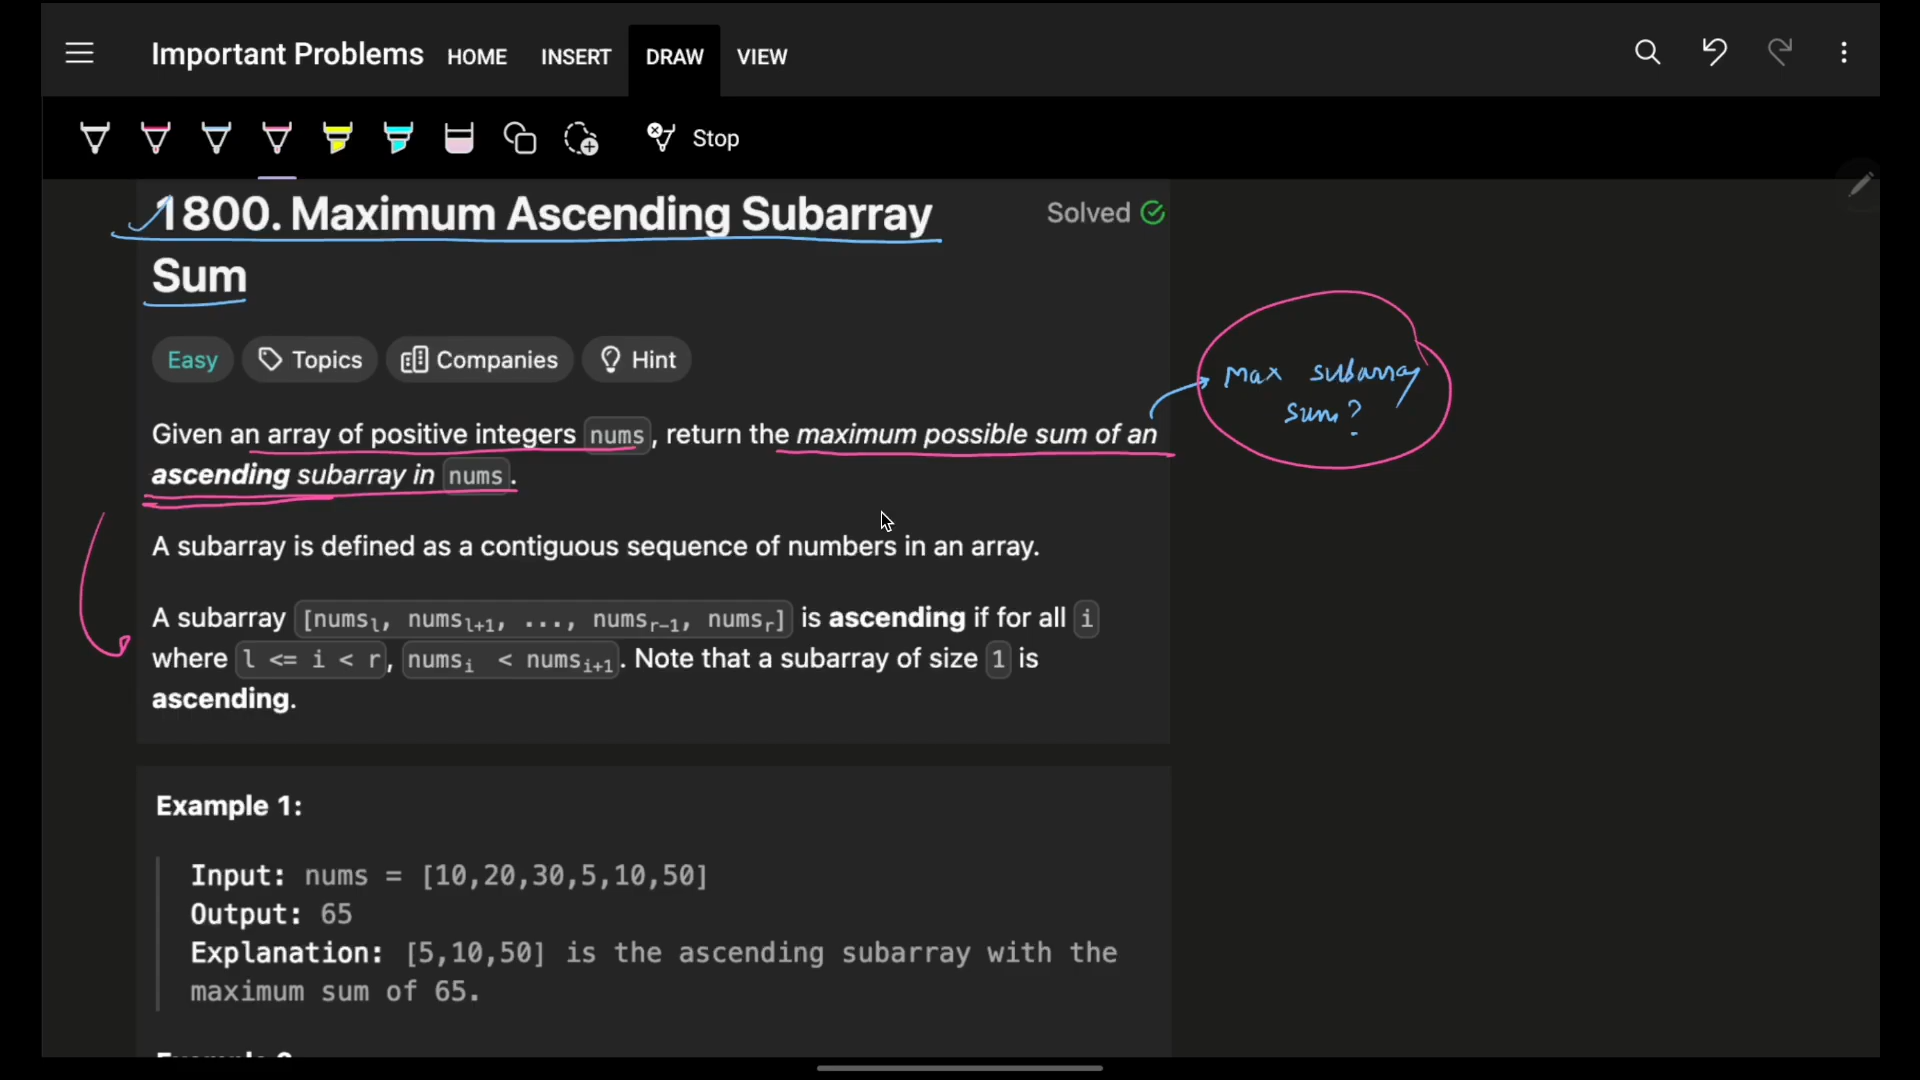 Important Problems HOME INSERT DRAW VIEW
Stop
1800. Maximum Ascending Subarray
Sum
Solved
Easy Topics Companies Hint
max subarray
sum?
Given an array of positive integers nums, return the maximum possible sum of an
ascending subarray in nums.
A subarray is defined as a contiguous sequence of numbers in an array.
A subarray [numsₗ, numsₗ₊₁, ..., numsᵣ₋₁, numsᵣ] is ascending if for all i
where l <= i < r, numsᵢ < numsᵢ₊₁. Note that a subarray of size 1 is
ascending.
Example 1:
Input: nums = [10,20,30,5,10,50]
Output: 65
Explanation: [5,10,50] is the ascending subarray with the
maximum sum of 65.